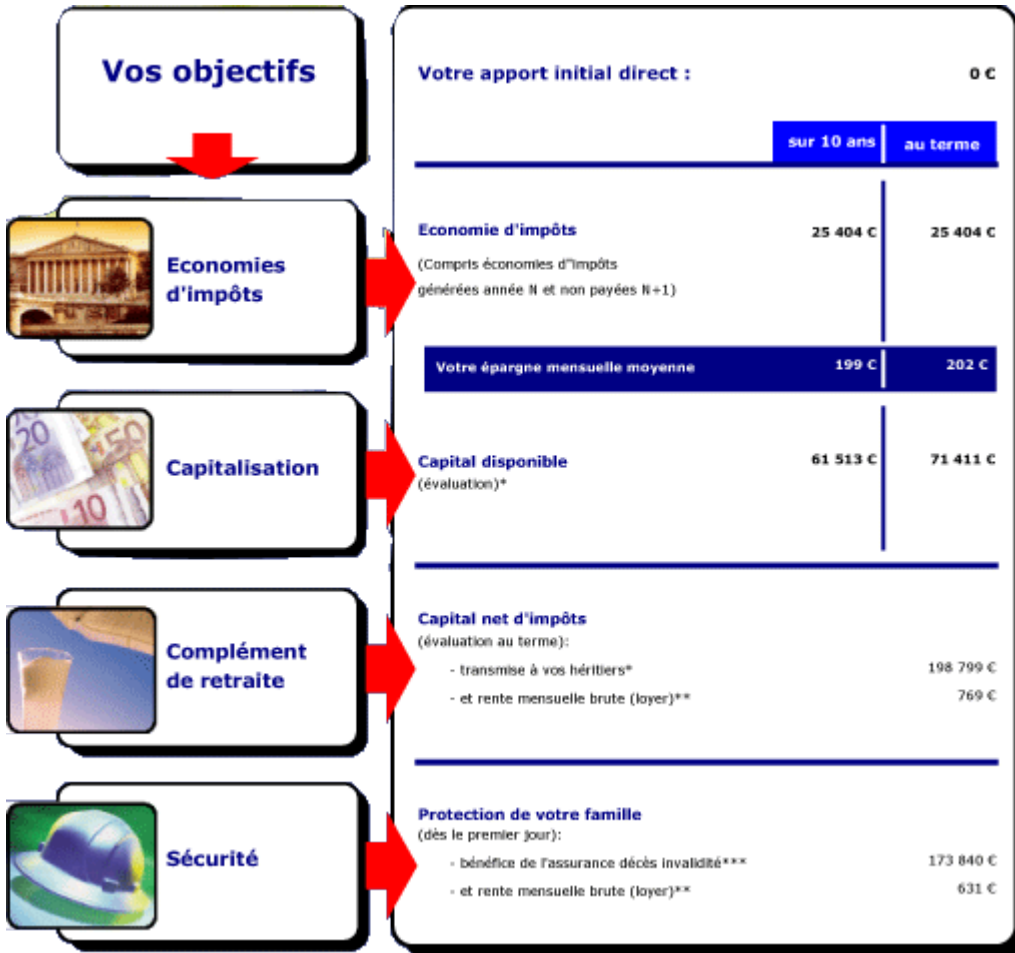 Vos objectifs
Votre apport initial direct : 0 €
sur 10 ans au terme
Economies
d'impôts
Economie d'impôts 25 404 € 25 404 €
(Compris économies d"impôts
générées année N et non payées N+1)
Votre épargne mensuelle moyenne 199 € 202 €
Capitalisation
Capital disponible 61 513 € 71 411 €
(évaluation)*
Complément
de retraite
Capital net d'impôts
(évaluation au terme):
- transmise à vos héritiers* 198 799 €
- et rente mensuelle brute (loyer)** 769 €
Sécurité
Protection de votre famille
(dès le premier jour):
- bénéfice de l'assurance décès invalidité*** 173 840 €
- et rente mensuelle brute (loyer)** 631 €
20
50
10